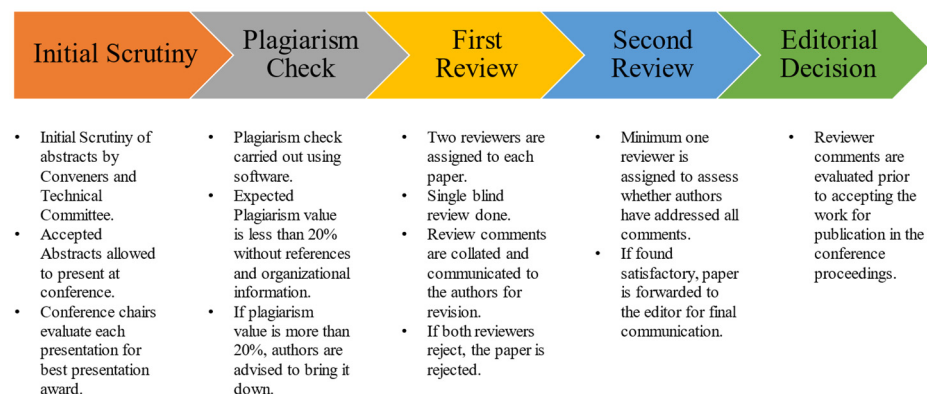 Initial Scrutiny
Plagiarism
Check
First
Review
Second
Review
Editorial
Decision
• Initial Scrutiny of
abstracts by
Conveners and
Technical
Committee.
• Accepted
Abstracts allowed
to present at
conference.
• Conference chairs
evaluate each
presentation for
best presentation
award.
• Plagiarism check
carried out using
software.
• Expected
Plagiarism value
is less than 20%
without references
and organizational
information.
• If plagiarism
value is more than
20%, authors are
advised to bring it
down.
• Two reviewers are
assigned to each
paper.
• Single blind
review done.
• Review comments
are collated and
communicated to
the authors for
revision.
• If both reviewers
reject, the paper is
rejected.
• Minimum one
reviewer is
assigned to assess
whether authors
have addressed all
comments.
• If found
satisfactory, paper
is forwarded to
the editor for final
communication.
• Reviewer
comments are
evaluated prior
to accepting the
work for
publication in the
conference
proceedings.